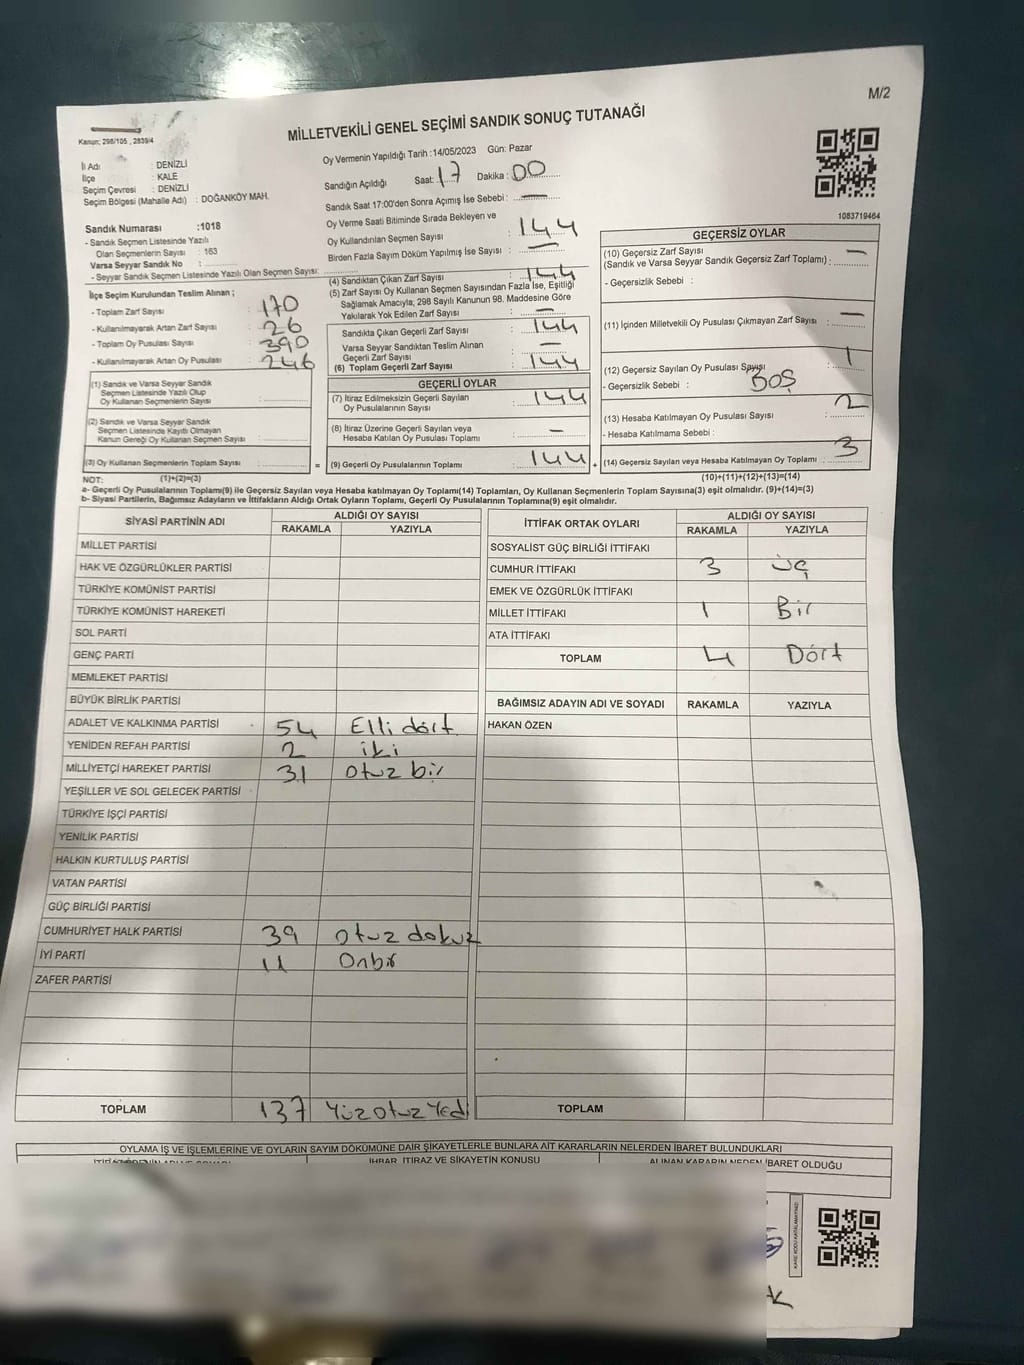 M/2
Kanun; 298/105 , 2839/4
MİLLETVEKİLİ GENEL SEÇİMİ SANDIK SONUÇ TUTANAĞI
İl Adı : DENİZLİ
İlçe : KALE
Seçim Çevresi : DENİZLİ
Seçim Bölgesi (Mahalle Adı) : DOĞANKÖY MAH.
Oy Vermenin Yapıldığı Tarih :14/05/2023 Gün: Pazar
Sandığın Açıldığı Saat: 17 Dakika : 00
Sandık Saat 17:00'den Sonra Açımış İse Sebebi : —
Oy Verme Saati Bitiminde Sırada Bekleyen ve
Oy Kullandırılan Seçmen Sayısı : 144
Birden Fazla Sayım Döküm Yapılmış İse Sayısı : —
1083719464
Sandık Numarası :1018
- Sandık Seçmen Listesinde Yazılı
Olan Seçmenlerin Sayısı : 163
Varsa Seyyar Sandık No :
- Seyyar Sandık Seçmen Listesinde Yazılı Olan Seçmen Sayısı:
İlçe Seçim Kurulundan Teslim Alınan ;
- Toplam Zarf Sayısı : 170
- Kullanılmayarak Artan Zarf Sayısı : 26
- Toplam Oy Pusulası Sayısı : 390
- Kullanılmayarak Artan Oy Pusulası : 246
(1) Sandık ve Varsa Seyyar Sandık
Seçmen Listesinde Yazılı Olup
Oy Kullanan Seçmenlerin Sayısı :
(2) Sandık ve Varsa Seyyar Sandık
Seçmen Listesinde Kayıtlı Olmayan
Kanun Gereği Oy Kullanan Seçmen Sayısı :
(3) Oy Kullanan Seçmenlerin Toplam Sayısı :
(4) Sandıktan Çıkan Zarf Sayısı : 144
(5) Zarf Sayısı Oy Kullanan Seçmen Sayısından Fazla İse, Eşitliği
Sağlamak Amacıyla, 298 Sayılı Kanunun 98. Maddesine Göre
Yakılarak Yok Edilen Zarf Sayısı : —
Sandıkta Çıkan Geçerli Zarf Sayısı : 144
Varsa Seyyar Sandıktan Teslim Alınan
Geçerli Zarf Sayısı : —
(6) Toplam Geçerli Zarf Sayısı : 144
GEÇERLİ OYLAR
(7) İtiraz Edilmeksizin Geçerli Sayılan
Oy Pusulalarının Sayısı : 144
(8) İtiraz Üzerine Geçerli Sayılan veya
Hesaba Katılan Oy Pusulası Toplamı : —
= (9) Geçerli Oy Pusulalarının Toplamı : 144 +
GEÇERSİZ OYLAR
(10) Geçersiz Zarf Sayısı
(Sandık ve Varsa Seyyar Sandık Geçersiz Zarf Toplamı) : —
- Geçersizlik Sebebi :
(11) İçinden Milletvekili Oy Pusulası Çıkmayan Zarf Sayısı : —
(12) Geçersiz Sayılan Oy Pusulası Sayısı : 1
- Geçersizlik Sebebi : BOŞ
(13) Hesaba Katılmayan Oy Pusulası Sayısı : 2
- Hesaba Katılmama Sebebi :
(14) Geçersiz Sayılan veya Hesaba Katılmayan Oy Toplamı : 3
NOT: (1)+(2)=(3) (10)+(11)+(12)+(13)=(14)
a- Geçerli Oy Pusulalarının Toplamı(9) ile Geçersiz Sayılan veya Hesaba katılmayan Oy Toplamı(14) Toplamları, Oy Kullanan Seçmenlerin Toplam Sayısına(3) eşit olmalıdır. (9)+(14)=(3)
b- Siyasi Partilerin, Bağımsız Adayların ve İttifakların Aldığı Ortak Oyların Toplamı, Geçerli Oy Pusulalarının Toplamına(9) eşit olmalıdır.
SİYASİ PARTİNİN ADI ALDIĞI OY SAYISI
RAKAMLA YAZIYLA
MİLLET PARTİSİ
HAK VE ÖZGÜRLÜKLER PARTİSİ
TÜRKİYE KOMÜNİST PARTİSİ
TÜRKİYE KOMÜNİST HAREKETİ
SOL PARTİ
GENÇ PARTİ
MEMLEKET PARTİSİ
BÜYÜK BİRLİK PARTİSİ
ADALET VE KALKINMA PARTİSİ 54 Elli dört
YENİDEN REFAH PARTİSİ 2 iki
MİLLİYETÇİ HAREKET PARTİSİ 31 otuz bir
YEŞİLLER VE SOL GELECEK PARTİSİ
TÜRKİYE İŞÇİ PARTİSİ
YENİLİK PARTİSİ
HALKIN KURTULUŞ PARTİSİ
VATAN PARTİSİ
GÜÇ BİRLİĞİ PARTİSİ
CUMHURİYET HALK PARTİSİ 39 otuz dokuz
İYİ PARTİ 11 Onbir
ZAFER PARTİSİ
TOPLAM 137 Yüz otuz Yedi
İTTİFAK ORTAK OYLARI ALDIĞI OY SAYISI
RAKAMLA YAZIYLA
SOSYALİST GÜÇ BİRLİĞİ İTTİFAKI
CUMHUR İTTİFAKI 3 üç
EMEK VE ÖZGÜRLÜK İTTİFAKI
MİLLET İTTİFAKI 1 Bir
ATA İTTİFAKI
TOPLAM 4 Dört
BAĞIMSIZ ADAYIN ADI VE SOYADI RAKAMLA YAZIYLA
HAKAN ÖZEN
TOPLAM
OYLAMA İŞ VE İŞLEMLERİNE VE OYLARIN SAYIM DÖKÜMÜNE DAİR ŞİKAYETLERLE BUNLARA AİT KARARLARIN NELERDEN İBARET BULUNDUKLARI
İHBAR, İTİRAZ VE ŞİKAYETİN KONUSU ALINAN KARARIN NEDEN İBARET OLDUĞU